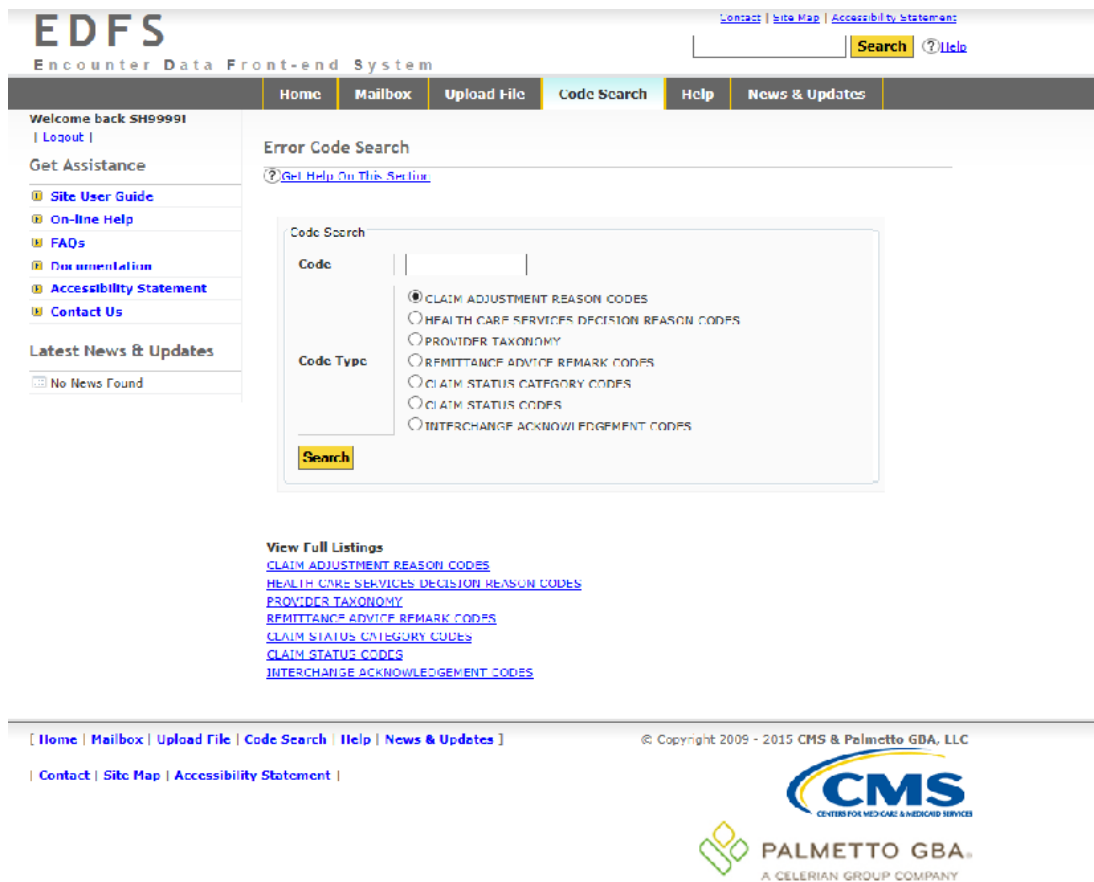 EDFS
Encounter Data Front-end System
Contact | Site Map | Accessibility Statement
Search ? Help
Home Mailbox Upload File Code Search Help News & Updates
Welcome back SH9999!
| Logout |
Get Assistance
Site User Guide
On-line Help
FAQs
Documentation
Accessibility Statement
Contact Us
Latest News & Updates
No News Found
Error Code Search
? Get Help On This Section
Code Search
Code
Code Type
CLAIM ADJUSTMENT REASON CODES
HEALTH CARE SERVICES DECISION REASON CODES
PROVIDER TAXONOMY
REMITTANCE ADVICE REMARK CODES
CLAIM STATUS CATEGORY CODES
CLAIM STATUS CODES
INTERCHANGE ACKNOWLEDGEMENT CODES
Search
View Full Listings
CLAIM ADJUSTMENT REASON CODES
HEALTH CARE SERVICES DECISION REASON CODES
PROVIDER TAXONOMY
REMITTANCE ADVICE REMARK CODES
CLAIM STATUS CATEGORY CODES
CLAIM STATUS CODES
INTERCHANGE ACKNOWLEDGEMENT CODES
[ Home | Mailbox | Upload File | Code Search | Help | News & Updates ]
© Copyright 2009 - 2015 CMS & Palmetto GBA, LLC
| Contact | Site Map | Accessibility Statement |
CMS
CENTERS FOR MEDICARE & MEDICAID SERVICES
PALMETTO GBA.
A CELERIAN GROUP COMPANY